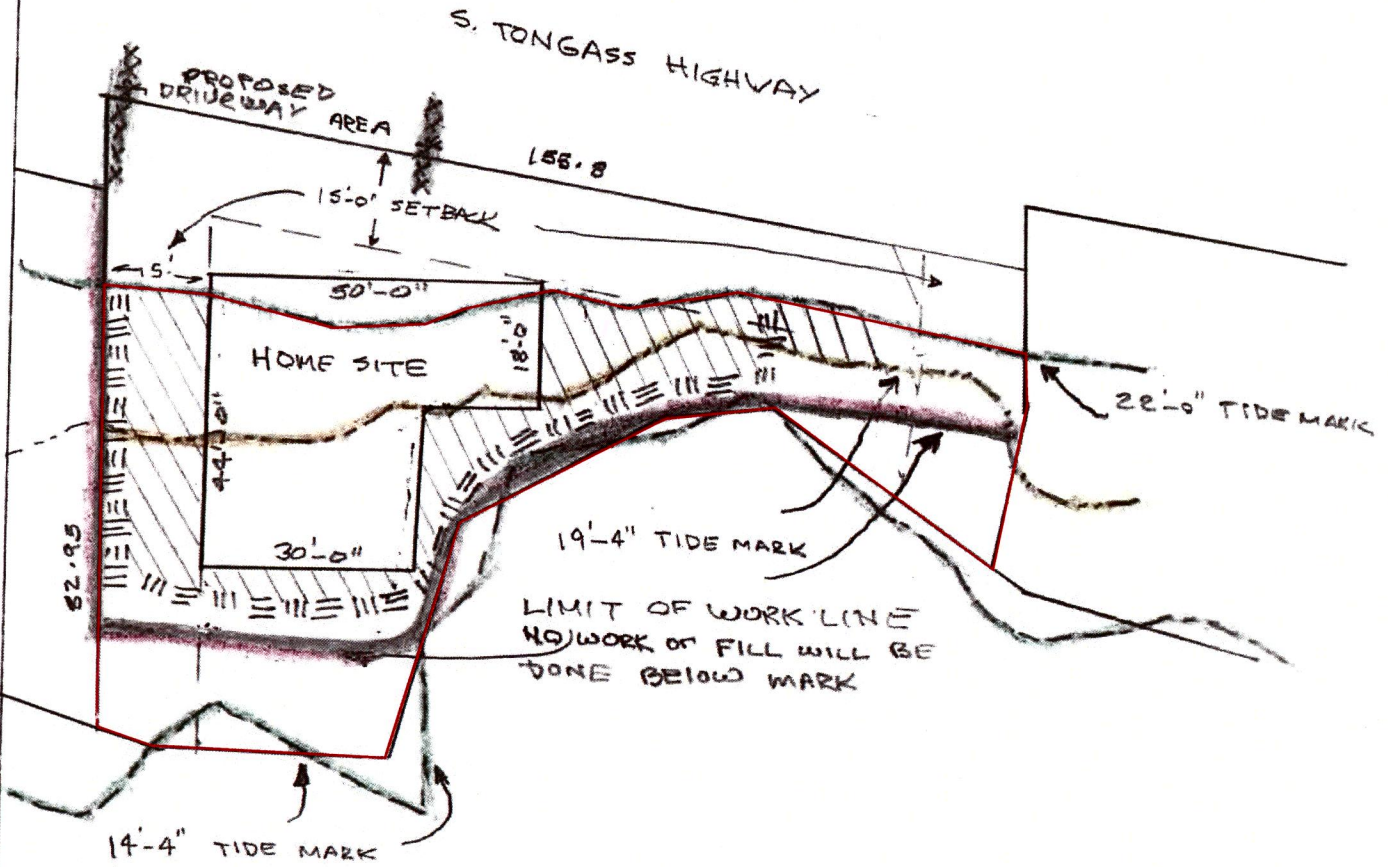 S. TONGASS HIGHWAY
PROPOSED
DRIVEWAY AREA
155.8
15'-0" SETBACK
5'
50'-0"
18'-0"
HOME SITE
44'-0"
30'-0"
82.95
22'-0" TIDE MARK
19'-4" TIDE MARK
LIMIT OF WORK LINE
NO WORK or FILL WILL BE
DONE BELOW MARK
14'-4" TIDE MARK